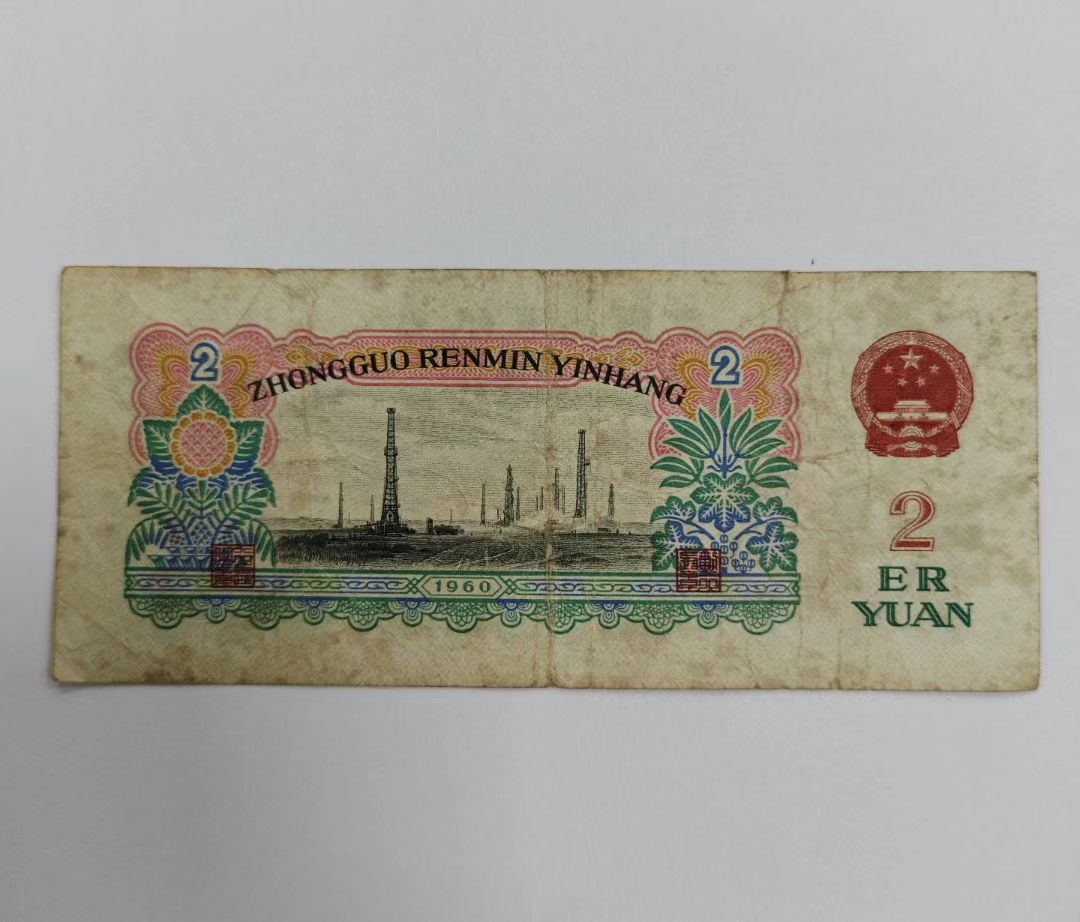 2 2
ZHONGGUO RENMIN YINHANG
1960
2
ER
YUAN